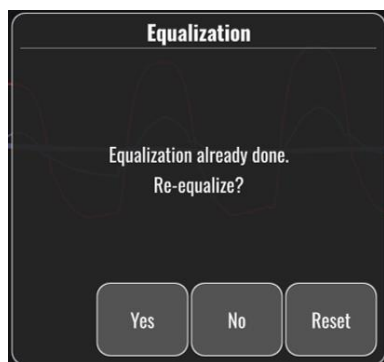 Equalization
Equalization already done.
Re-equalize?
Yes No Reset